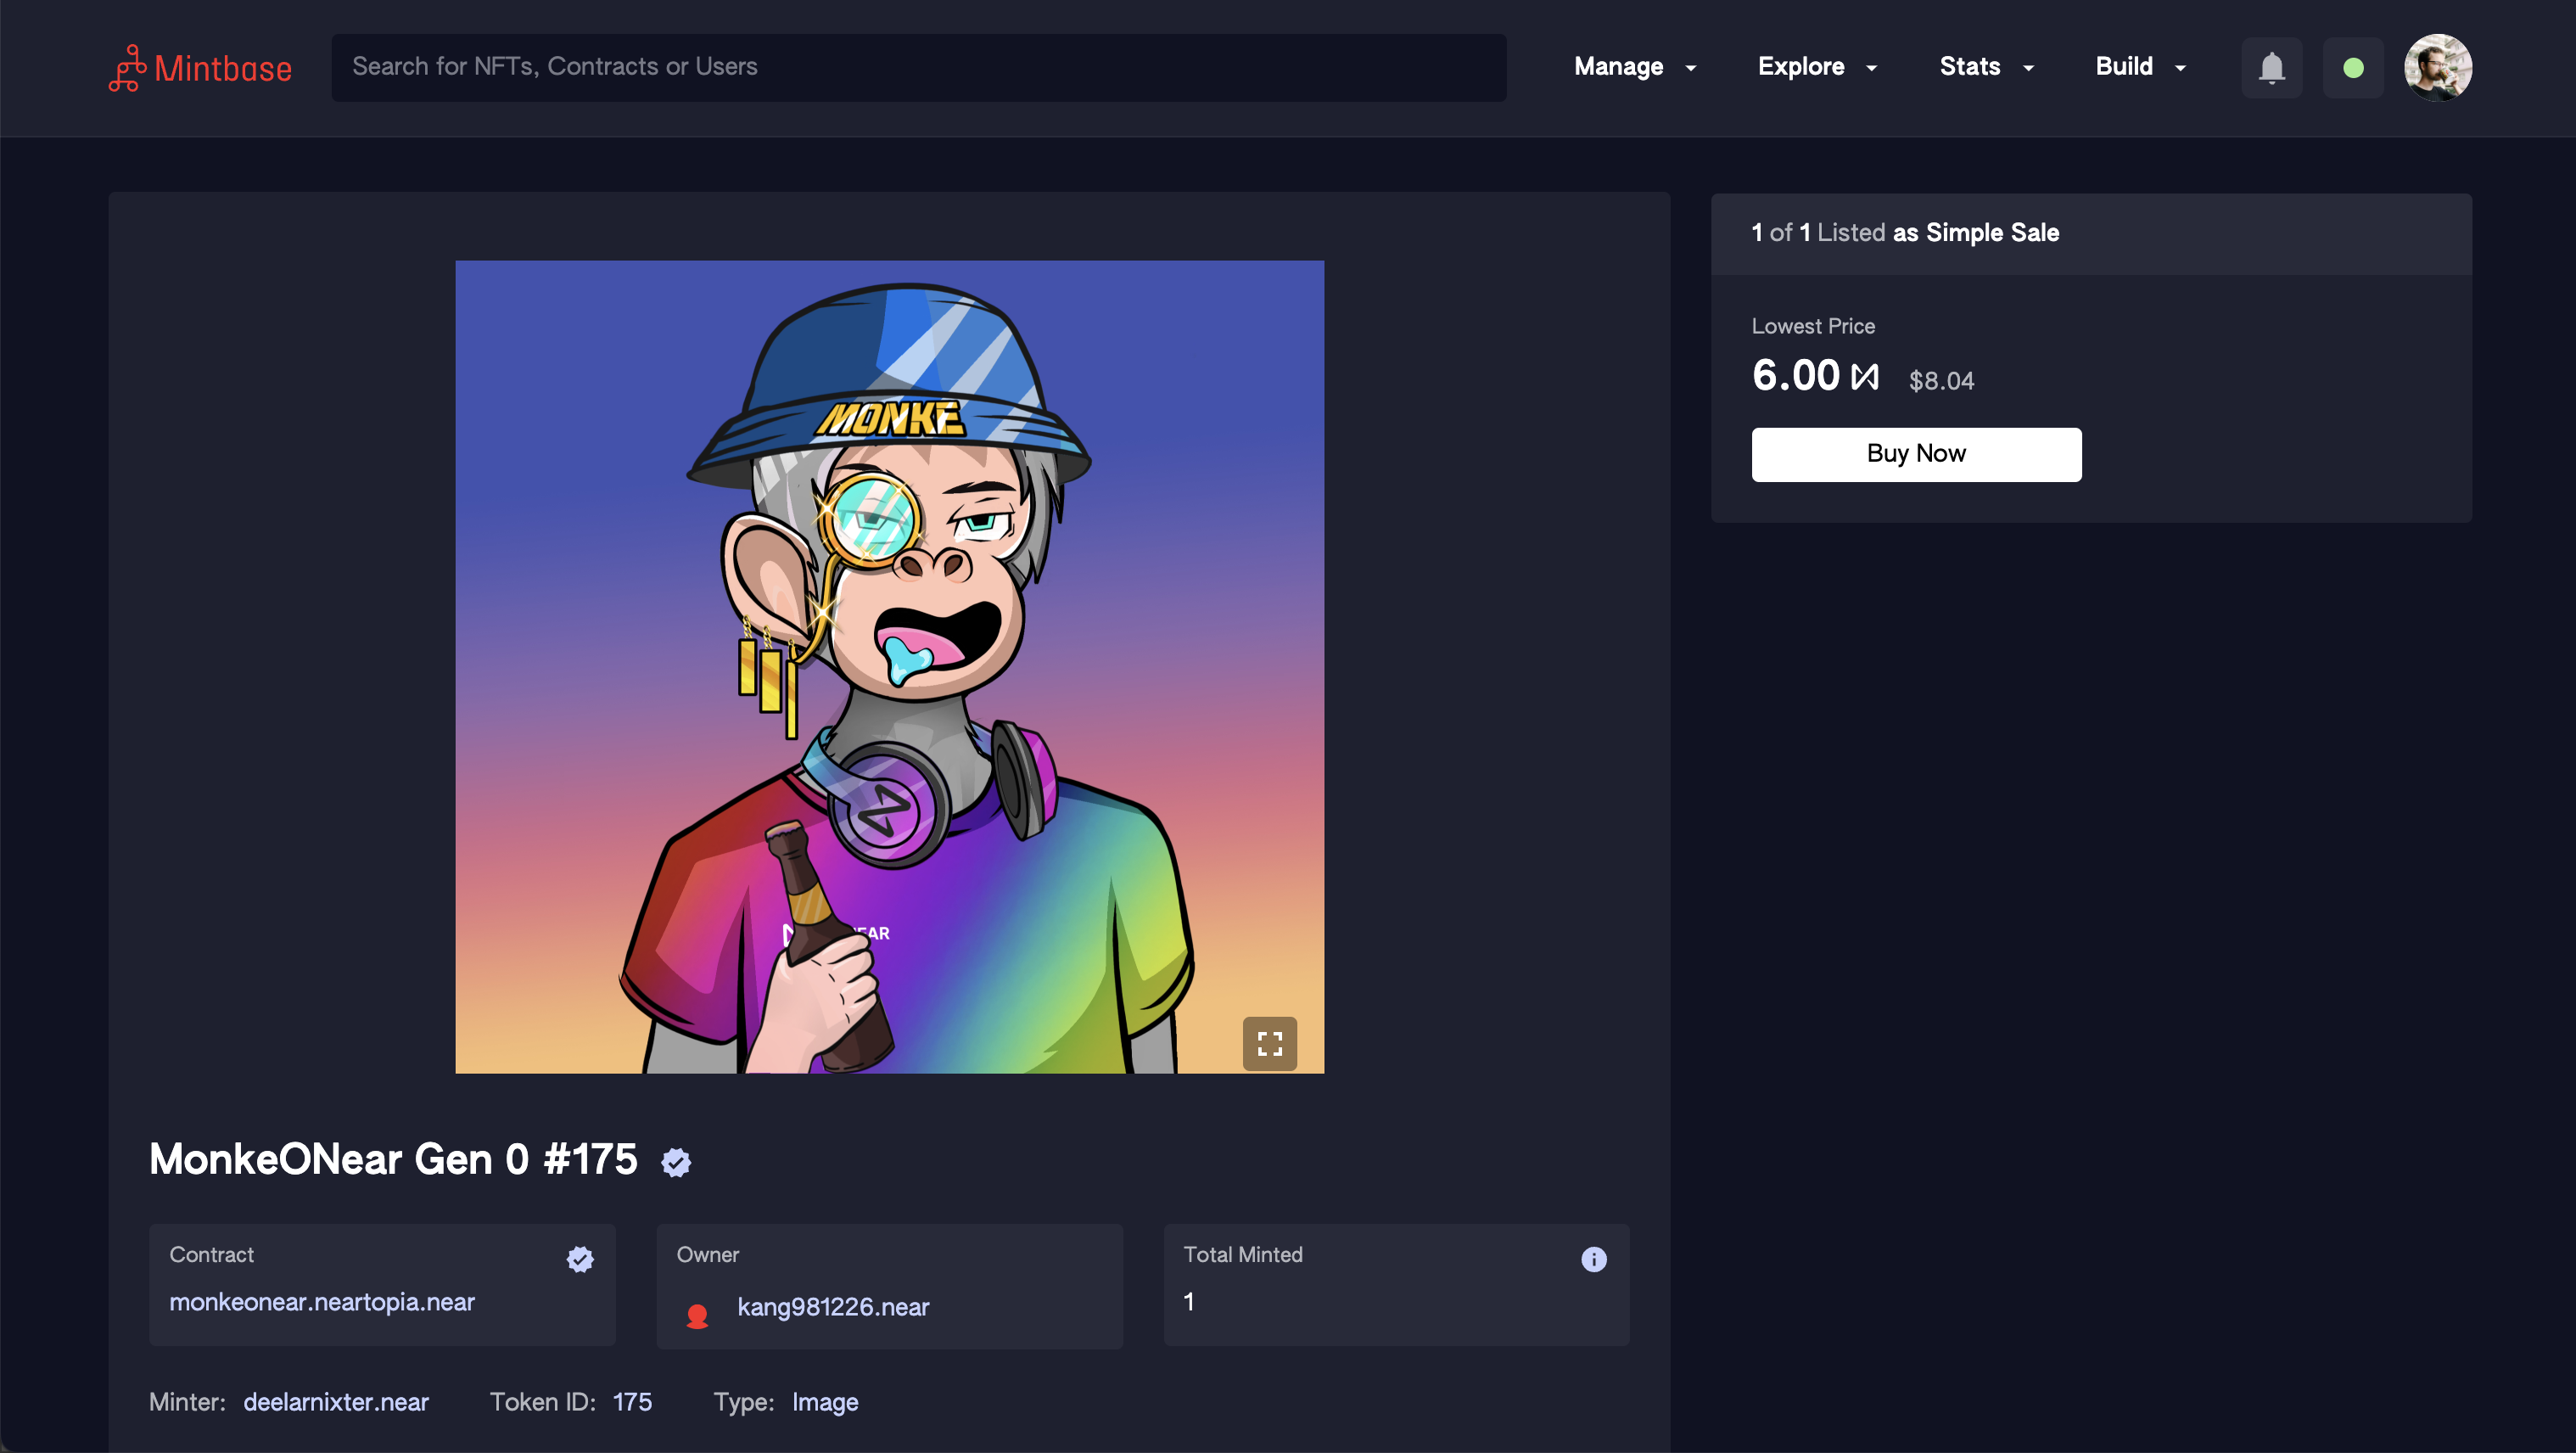 Mintbase
Search for NFTs, Contracts or Users
Manage
Explore
Stats
Build
1 of 1 Listed as Simple Sale
Lowest Price
6.00 $8.04
Buy Now
MONKE
EAR
MonkeONear Gen 0 #175
Contract
monkeonear.neartopia.near
Owner
kang981226.near
Total Minted
1
Minter: deelarnixter.near
Token ID: 175
Type: Image